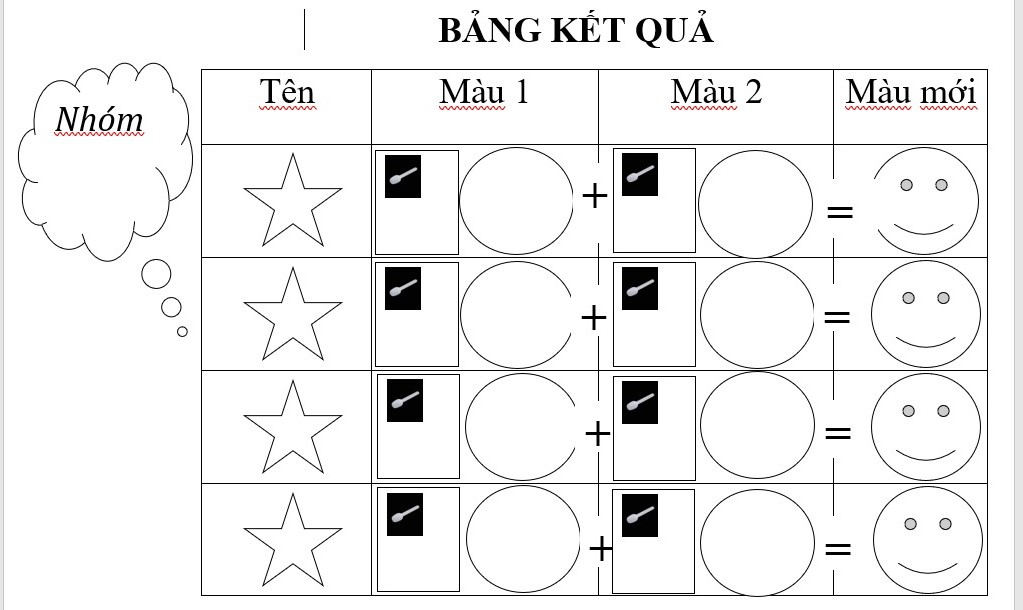 BẢNG KẾT QUẢ
Nhóm
Tên Màu 1 Màu 2 Màu mới
+ =
+ =
+ =
+ =